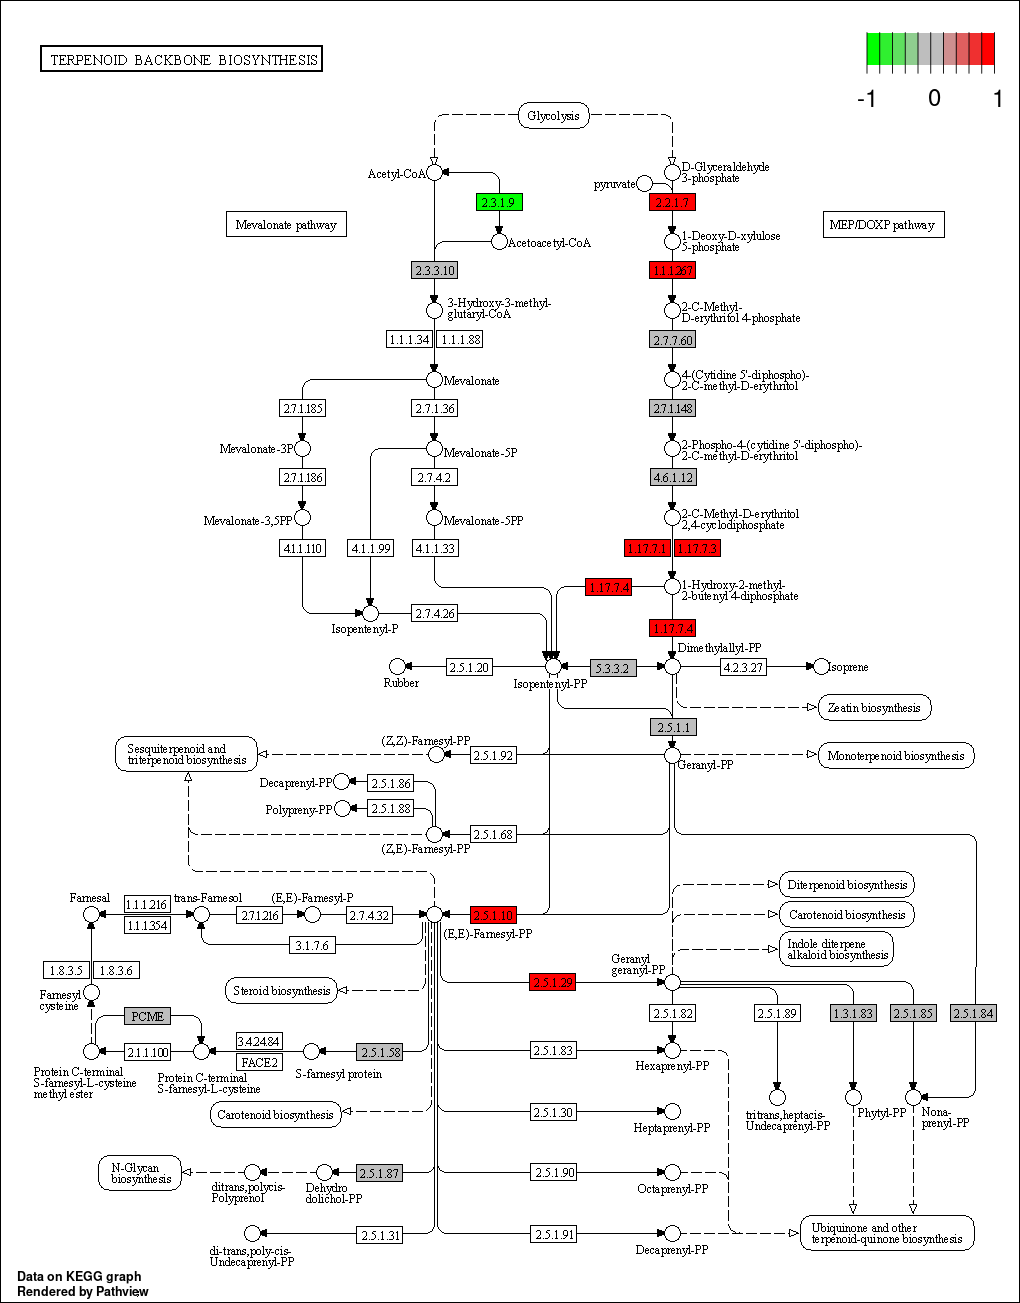 TERPENOID BACKBONE BIOSYNTHESIS
-1 0 1
Glycolysis
Acetyl-CoA
D-Glyceraldehyde
3-phosphate
pyruvate
2.3.1.9
2.2.1.7
Mevalonate pathway
MEP/DOXP pathway
Acetoacetyl-CoA
1-Deoxy-D-xylulose
5-phosphate
2.3.3.10
1.1.1.267
3-Hydroxy-3-methyl-
glutaryl-CoA
2-C-Methyl-
D-erythritol 4-phosphate
1.1.1.34
1.1.1.88
2.7.7.60
Mevalonate
4-(Cytidine 5'-diphospho)-
2-C-methyl-D-erythritol
2.7.1.185
2.7.1.36
2.7.1.148
Mevalonate-3P
Mevalonate-5P
2-Phospho-4-(cytidine 5'-diphospho)-
2-C-methyl-D-erythritol
2.7.1.186
2.7.4.2
4.6.1.12
Mevalonate-3,5PP
Mevalonate-5PP
2-C-Methyl-D-erythritol
2,4-cyclodiphosphate
4.1.1.110
4.1.1.99
4.1.1.33
1.17.7.1
1.17.7.3
1.17.7.4
1-Hydroxy-2-methyl-
2-butenyl 4-diphosphate
Isopentenyl-P
2.7.4.26
1.17.7.4
Dimethylallyl-PP
Rubber
2.5.1.20
Isopentenyl-PP
5.3.3.2
4.2.3.27
Isoprene
Zeatin biosynthesis
2.5.1.1
Sesquiterpenoid and
triterpenoid biosynthesis
(Z,Z)-Farnesyl-PP
2.5.1.92
Geranyl-PP
Monoterpenoid biosynthesis
Decaprenyl-PP
2.5.1.86
Polypreny-PP
2.5.1.88
2.5.1.68
(Z,E)-Farnesyl-PP
Diterpenoid biosynthesis
Farnesal
1.1.1.216
1.1.1.354
trans-Farnesol
2.7.1.216
(E,E)-Farnesyl-P
2.7.4.32
2.5.1.10
(E,E)-Farnesyl-PP
Carotenoid biosynthesis
3.1.7.6
Indole diterpene
alkaloid biosynthesis
1.8.3.5
1.8.3.6
Geranyl
geranyl-PP
2.5.1.29
Farnesyl
cysteine
Steroid biosynthesis
PCME
2.5.1.82
2.5.1.89
1.3.1.83
2.5.1.85
2.5.1.84
2.1.1.100
3.4.24.84
FACE2
2.5.1.58
2.5.1.83
Hexaprenyl-PP
Protein C-terminal
S-farnesyl-L-cysteine
methyl ester
Protein C-terminal
S-farnesyl-L-cysteine
S-farnesyl protein
Carotenoid biosynthesis
2.5.1.30
Heptaprenyl-PP
tritrans,heptacis-
Undecaprenyl-PP
Phytyl-PP
Nona-
prenyl-PP
N-Glycan
biosynthesis
ditrans,polycis-
Polyprenol
Dehydro
dolichol-PP
2.5.1.87
2.5.1.90
Octaprenyl-PP
di-trans,poly-cis-
Undecaprenyl-PP
2.5.1.31
2.5.1.91
Decaprenyl-PP
Ubiquinone and other
terpenoid-quinone biosynthesis
Data on KEGG graph
Rendered by Pathview